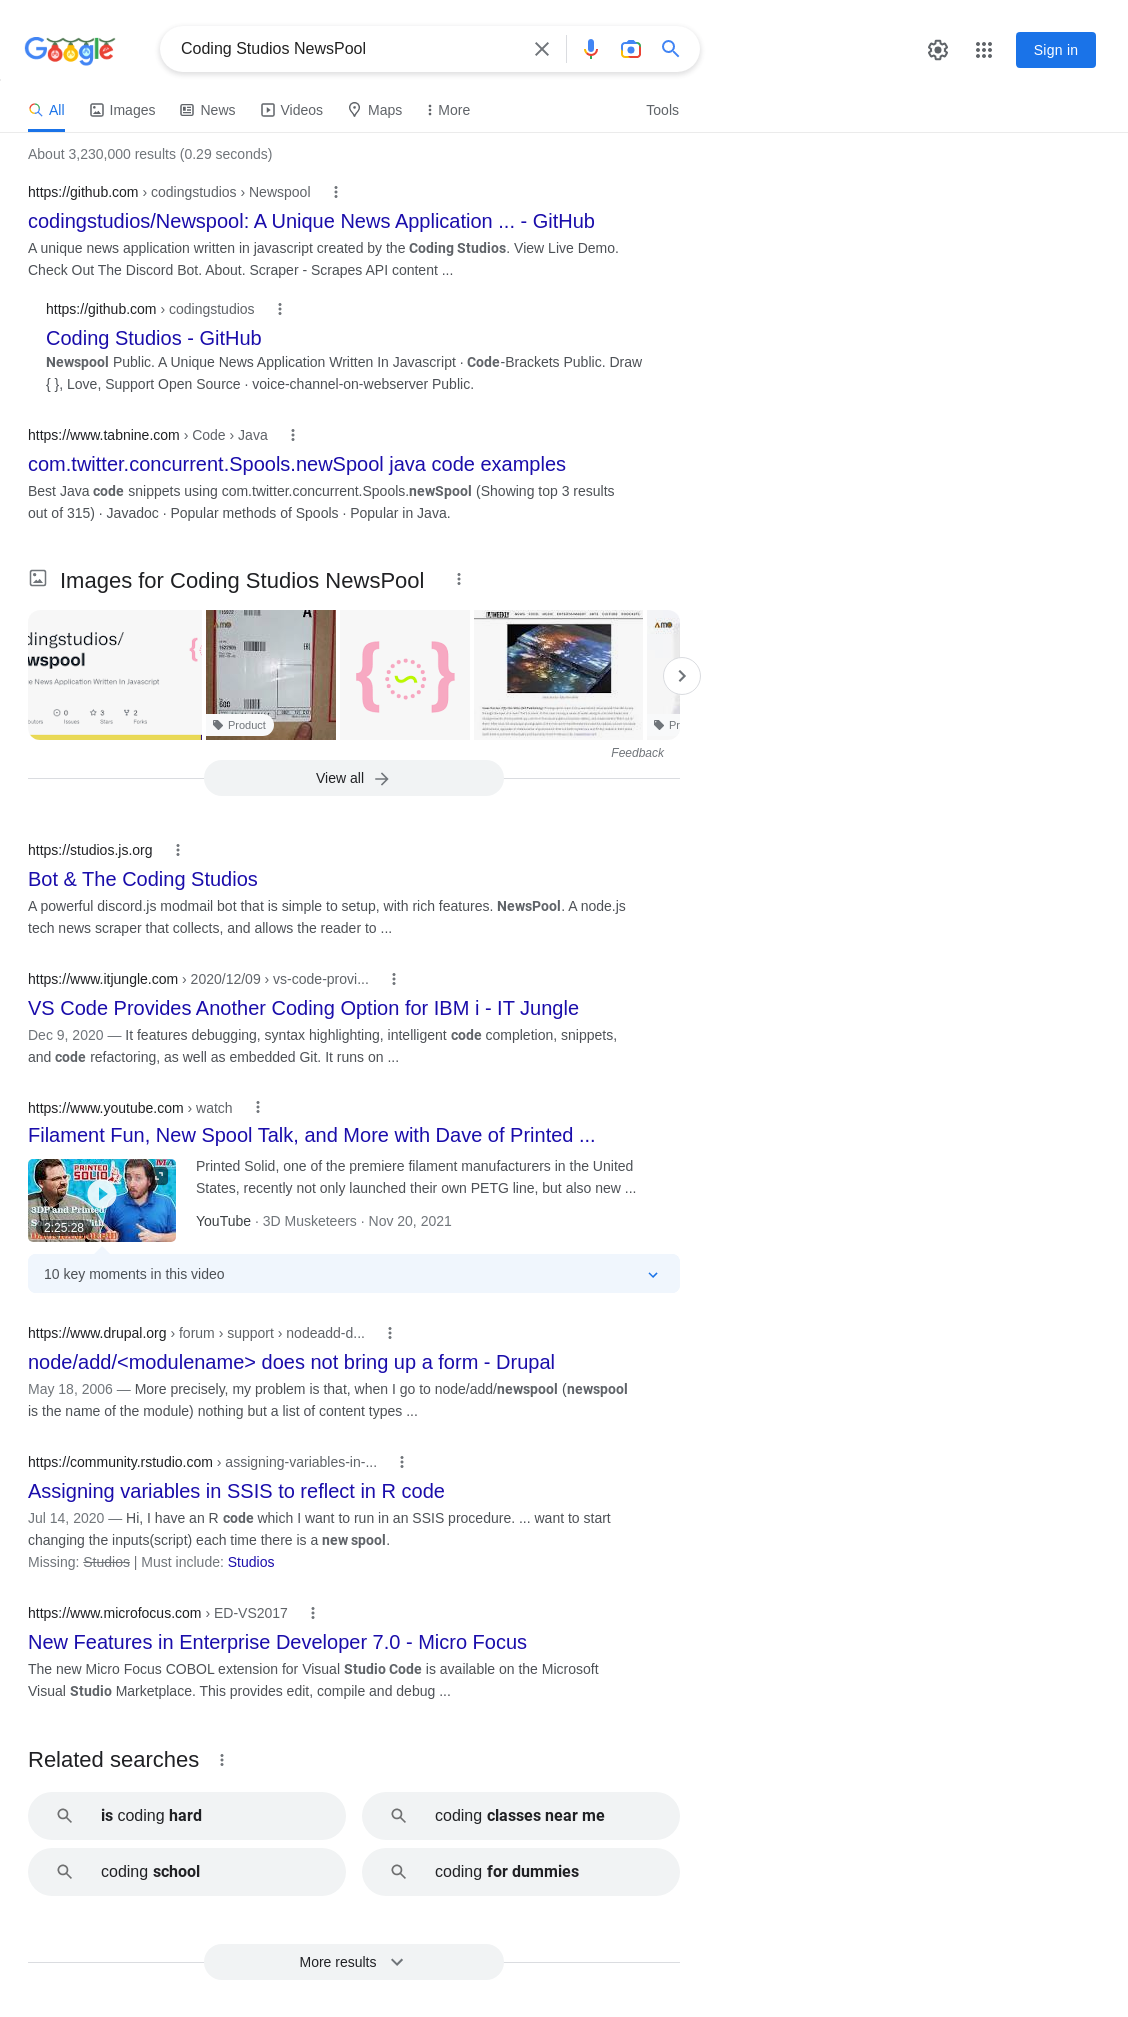 Google
Coding Studios NewsPool
Sign in
All
Images
News
Videos
Maps
More
Tools
About 3,230,000 results (0.29 seconds)
https://github.com › codingstudios › Newspool
codingstudios/Newspool: A Unique News Application ... - GitHub
A unique news application written in javascript created by the Coding Studios. View Live Demo.
Check Out The Discord Bot. About. Scraper - Scrapes API content ...
https://github.com › codingstudios
Coding Studios - GitHub
Newspool Public. A Unique News Application Written In Javascript · Code-Brackets Public. Draw
{ }, Love, Support Open Source · voice-channel-on-webserver Public.
https://www.tabnine.com › Code › Java
com.twitter.concurrent.Spools.newSpool java code examples
Best Java code snippets using com.twitter.concurrent.Spools.newSpool (Showing top 3 results
out of 315) · Javadoc · Popular methods of Spools · Popular in Java.
Images for Coding Studios NewsPool
dingstudios/
wspool
e News Application Written In Javascript
0
3
2
Issues
Stars
Forks
Product
Pr
Feedback
View all
https://studios.js.org
Bot & The Coding Studios
A powerful discord.js modmail bot that is simple to setup, with rich features. NewsPool. A node.js
tech news scraper that collects, and allows the reader to ...
https://www.itjungle.com › 2020/12/09 › vs-code-provi...
VS Code Provides Another Coding Option for IBM i - IT Jungle
Dec 9, 2020 — It features debugging, syntax highlighting, intelligent code completion, snippets,
and code refactoring, as well as embedded Git. It runs on ...
https://www.youtube.com › watch
Filament Fun, New Spool Talk, and More with Dave of Printed ...
PRINTED
SOLID
3DP and Printed
2:25:28
Printed Solid, one of the premiere filament manufacturers in the United
States, recently not only launched their own PETG line, but also new ...
YouTube · 3D Musketeers · Nov 20, 2021
10 key moments in this video
https://www.drupal.org › forum › support › nodeadd-d...
node/add/<modulename> does not bring up a form - Drupal
May 18, 2006 — More precisely, my problem is that, when I go to node/add/newspool (newspool
is the name of the module) nothing but a list of content types ...
https://community.rstudio.com › assigning-variables-in-...
Assigning variables in SSIS to reflect in R code
Jul 14, 2020 — Hi, I have an R code which I want to run in an SSIS procedure. ... want to start
changing the inputs(script) each time there is a new spool.
Missing: Studios | Must include: Studios
https://www.microfocus.com › ED-VS2017
New Features in Enterprise Developer 7.0 - Micro Focus
The new Micro Focus COBOL extension for Visual Studio Code is available on the Microsoft
Visual Studio Marketplace. This provides edit, compile and debug ...
Related searches
is coding hard
coding classes near me
coding school
coding for dummies
More results